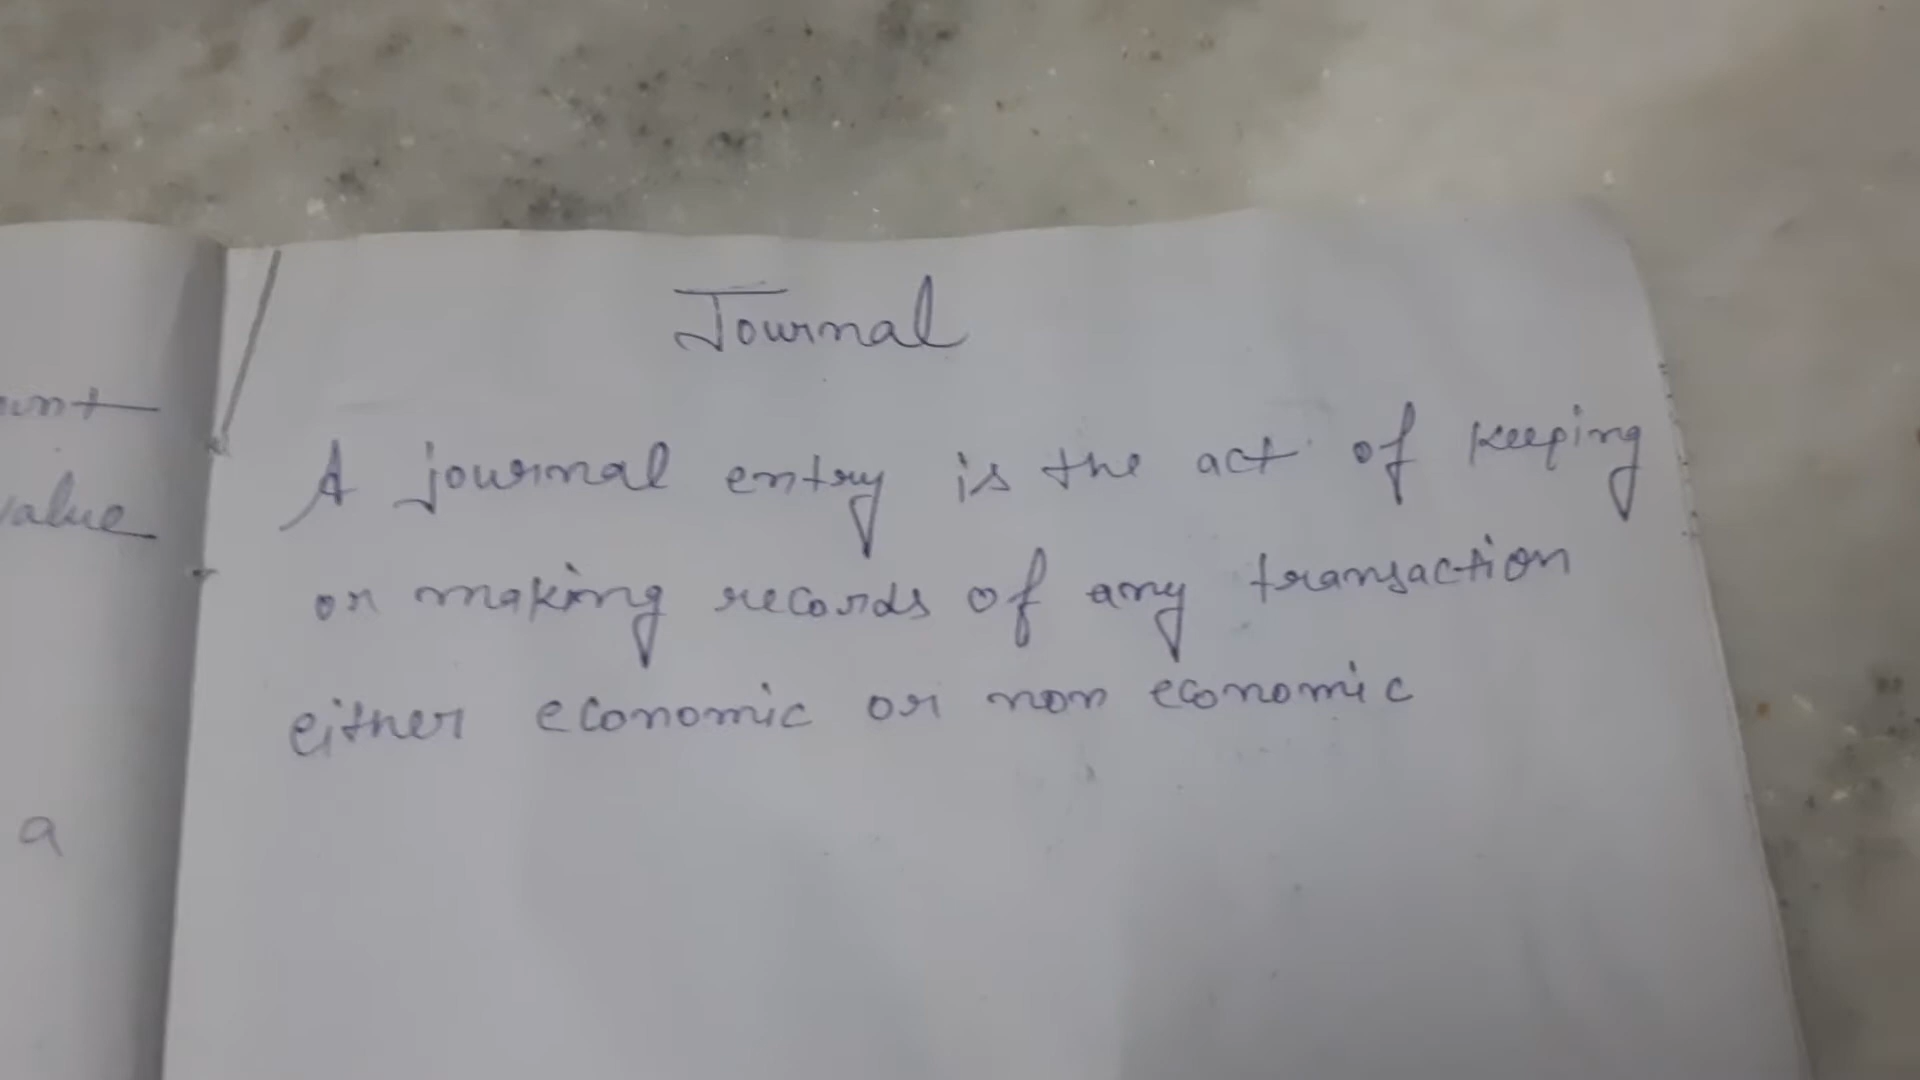 Journal
A journal entry is the act of keeping
or making records of any transaction
either economic or non economic
value
a